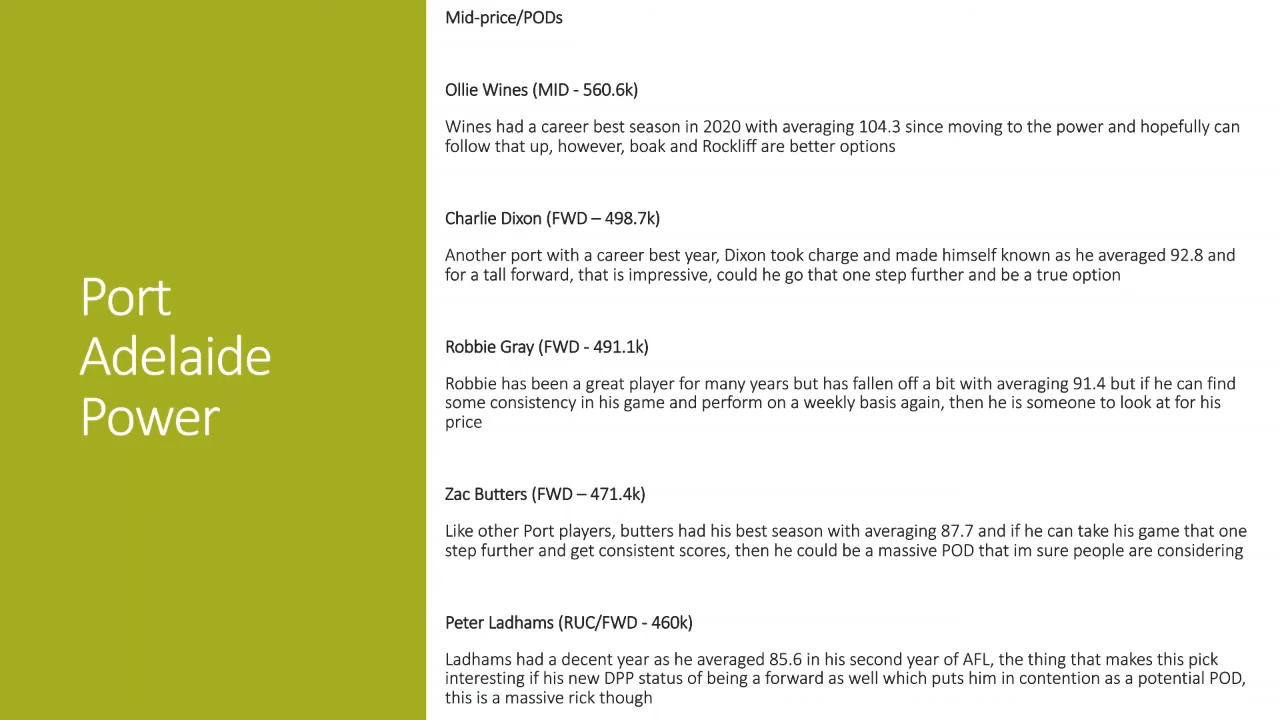 Port
Adelaide
Power
Mid-price/PODs
Ollie Wines (MID - 560.6k)
Wines had a career best season in 2020 with averaging 104.3 since moving to the power and hopefully can
follow that up, however, boak and Rockliff are better options
Charlie Dixon (FWD – 498.7k)
Another port with a career best year, Dixon took charge and made himself known as he averaged 92.8 and
for a tall forward, that is impressive, could he go that one step further and be a true option
Robbie Gray (FWD - 491.1k)
Robbie has been a great player for many years but has fallen off a bit with averaging 91.4 but if he can find
some consistency in his game and perform on a weekly basis again, then he is someone to look at for his
price
Zac Butters (FWD – 471.4k)
Like other Port players, butters had his best season with averaging 87.7 and if he can take his game that one
step further and get consistent scores, then he could be a massive POD that im sure people are considering
Peter Ladhams (RUC/FWD - 460k)
Ladhams had a decent year as he averaged 85.6 in his second year of AFL, the thing that makes this pick
interesting if his new DPP status of being a forward as well which puts him in contention as a potential POD,
this is a massive rick though